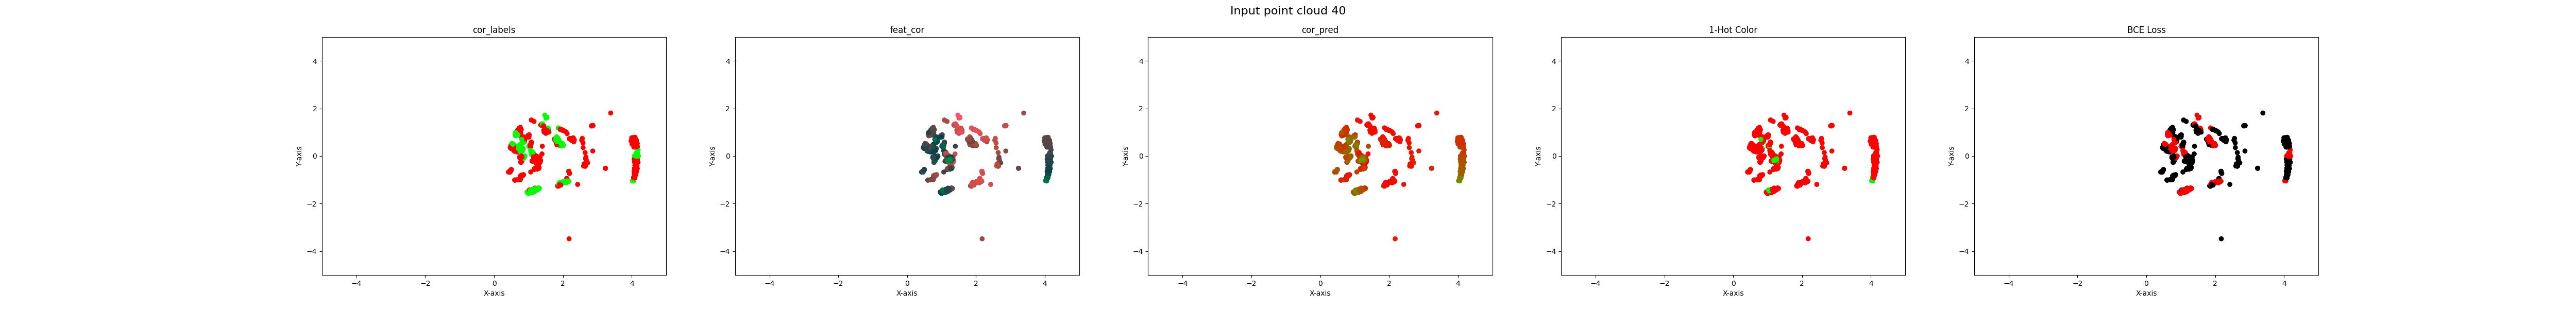 Input point cloud 40
cor_labels
feat_cor
cor_pred
1-Hot Color
BCE Loss
4
2
0
−2
−4
Y-axis
−4 −2 0 2 4
X-axis
4
2
0
−2
−4
Y-axis
−4 −2 0 2 4
X-axis
4
2
0
−2
−4
Y-axis
−4 −2 0 2 4
X-axis
4
2
0
−2
−4
Y-axis
−4 −2 0 2 4
X-axis
4
2
0
−2
−4
Y-axis
−4 −2 0 2 4
X-axis